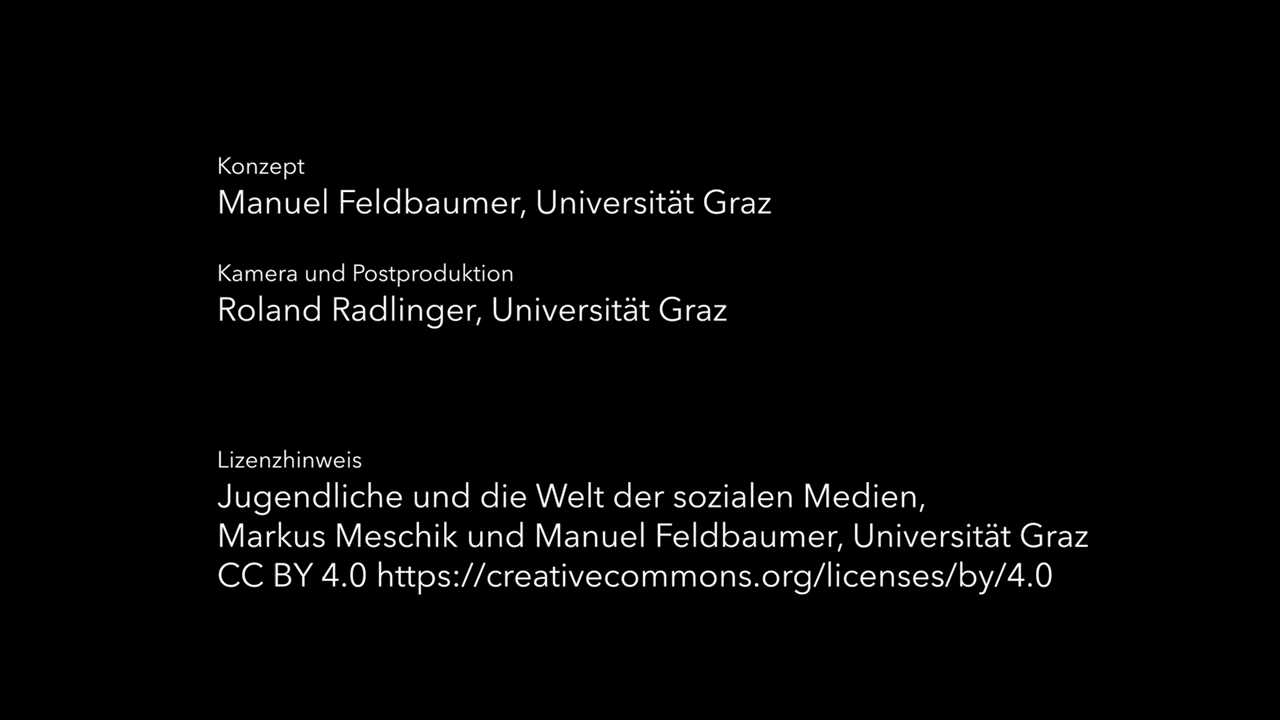 Konzept
Manuel Feldbaumer, Universität Graz
Kamera und Postproduktion
Roland Radlinger, Universität Graz
Lizenzhinweis
Jugendliche und die Welt der sozialen Medien,
Markus Meschik und Manuel Feldbaumer, Universität Graz
CC BY 4.0 https://creativecommons.org/licenses/by/4.0